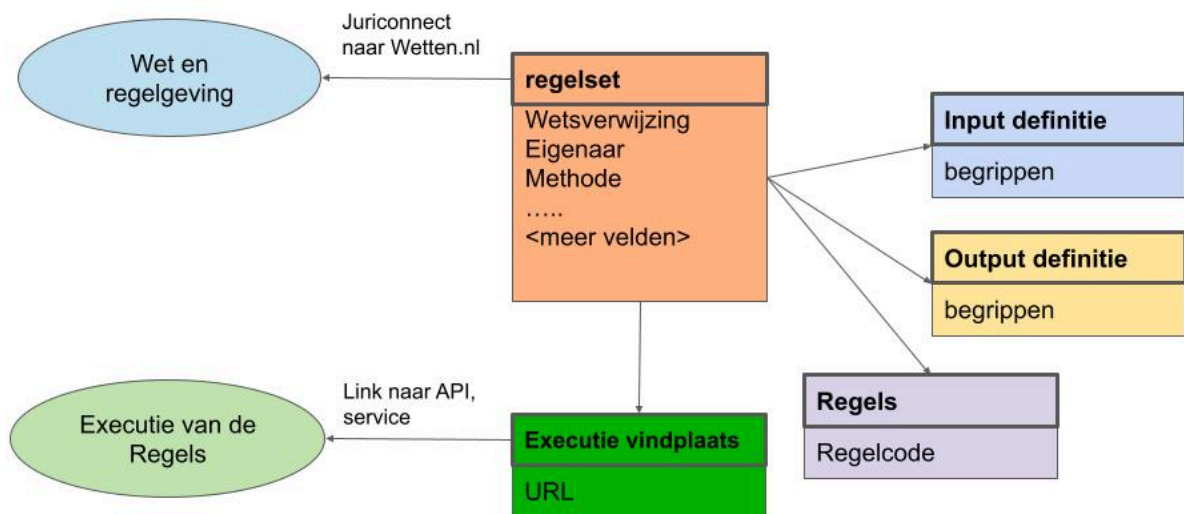 Juriconnect
naar Wetten.nl
Wet en
regelgeving
regelset
Wetsverwijzing
Eigenaar
Methode
…..
<meer velden>
Input definitie
begrippen
Output definitie
begrippen
Regels
Regelcode
Link naar API,
service
Executie van de
Regels
Executie vindplaats
URL